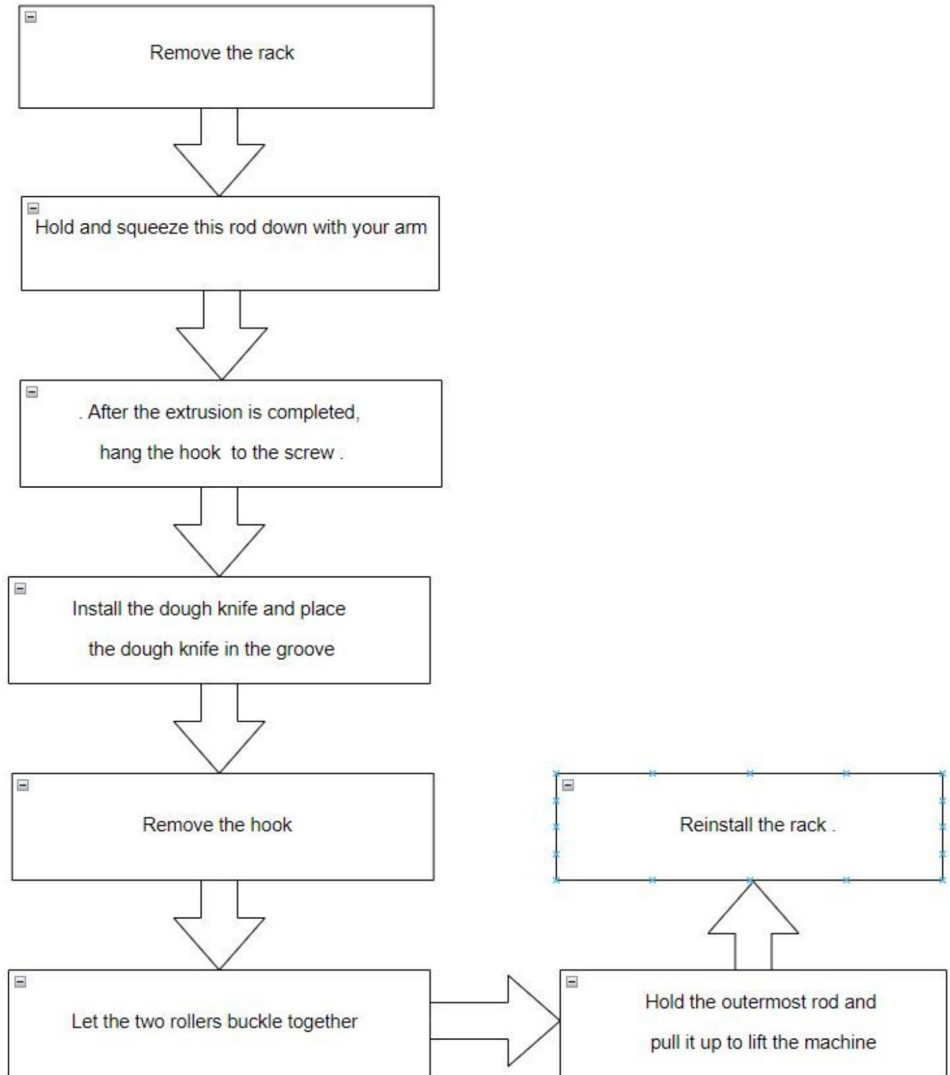 Remove the rack
Hold and squeeze this rod down with your arm
. After the extrusion is completed,
hang the hook  to the screw .
Install the dough knife and place
the dough knife in the groove
Remove the hook
Let the two rollers buckle together
Hold the outermost rod and
pull it up to lift the machine
Reinstall the rack .